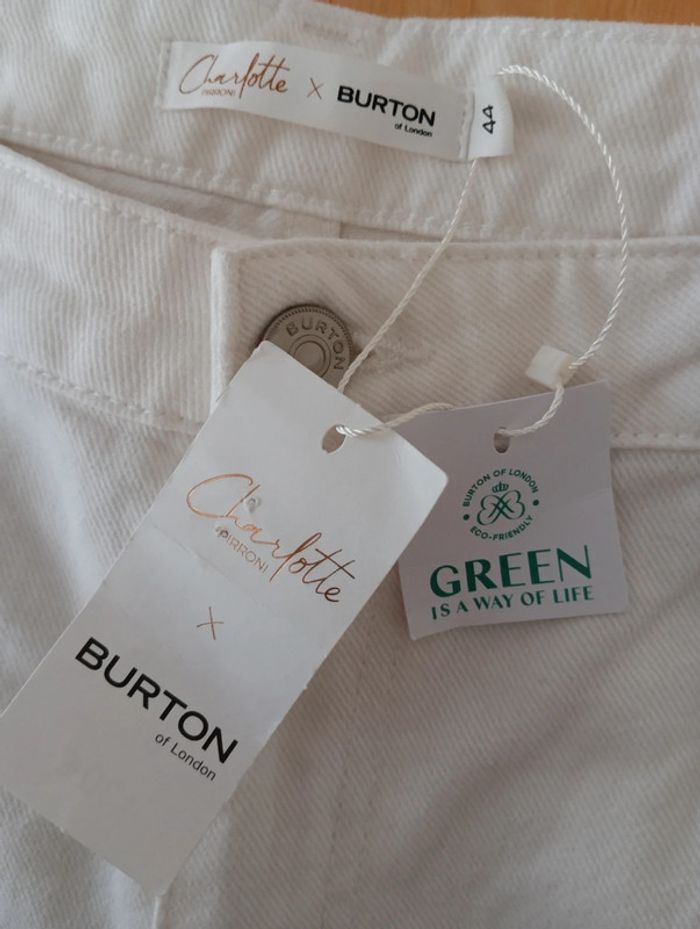 Charlotte
PIRRONI
X
BURTON
of London
44
BURTON
Charlotte
PIRRONI
X
BURTON
of London
BURTON OF LONDON
ECO-FRIENDLY
GREEN
IS A WAY OF LIFE